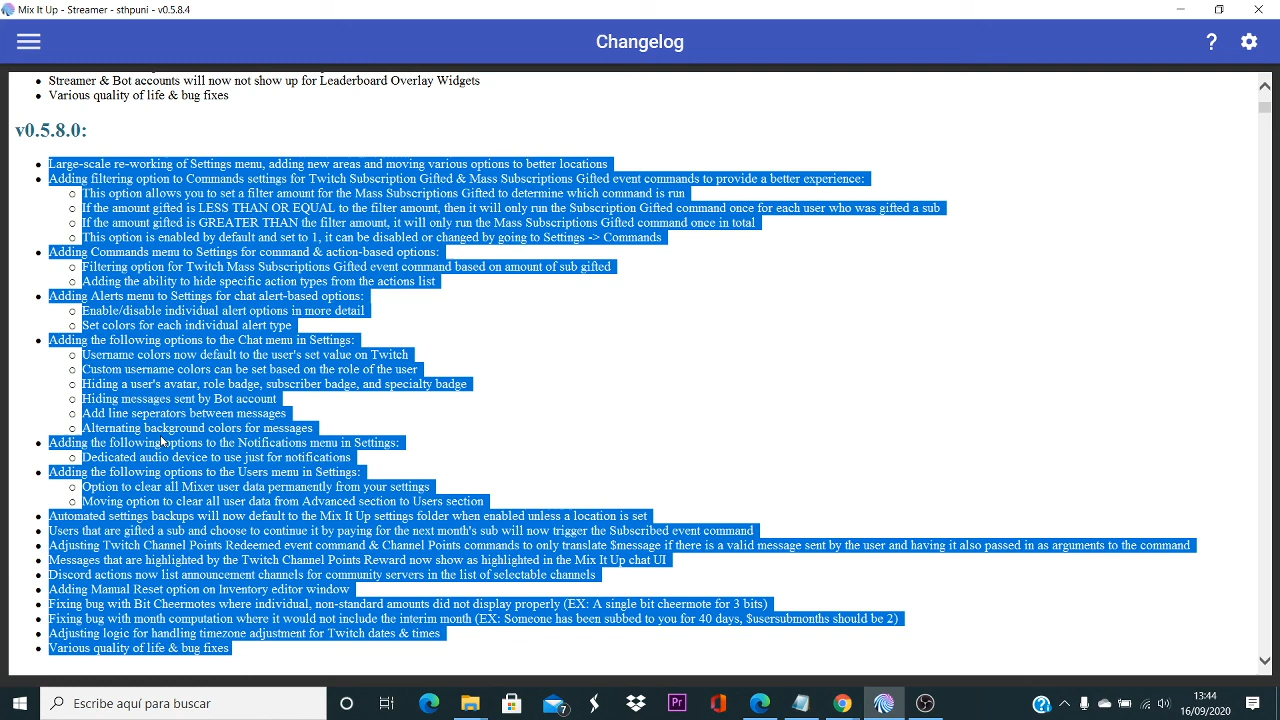 Mix It Up - Streamer - sthpuni - v0.5.8.4
Changelog
?
Streamer & Bot accounts will now not show up for Leaderboard Overlay Widgets
Various quality of life & bug fixes
v0.5.8.0:
Large-scale re-working of Settings menu, adding new areas and moving various options to better locations
Adding filtering option to Commands settings for Twitch Subscription Gifted & Mass Subscriptions Gifted event commands to provide a better experience:
This option allows you to set a filter amount for the Mass Subscriptions Gifted to determine which command is run
If the amount gifted is LESS THAN OR EQUAL to the filter amount, then it will only run the Subscription Gifted command once for each user who was gifted a sub
If the amount gifted is GREATER THAN the filter amount, it will only run the Mass Subscriptions Gifted command once in total
This option is enabled by default and set to 1, it can be disabled or changed by going to Settings -> Commands
Adding Commands menu to Settings for command & action-based options:
Filtering option for Twitch Mass Subscriptions Gifted event command based on amount of sub gifted
Adding the ability to hide specific action types from the actions list
Adding Alerts menu to Settings for chat alert-based options:
Enable/disable individual alert options in more detail
Set colors for each individual alert type
Adding the following options to the Chat menu in Settings:
Username colors now default to the user's set value on Twitch
Custom username colors can be set based on the role of the user
Hiding a user's avatar, role badge, subscriber badge, and specialty badge
Hiding messages sent by Bot account
Add line seperators between messages
Alternating background colors for messages
Adding the following options to the Notifications menu in Settings:
Dedicated audio device to use just for notifications
Adding the following options to the Users menu in Settings:
Option to clear all Mixer user data permanently from your settings
Moving option to clear all user data from Advanced section to Users section
Automated settings backups will now default to the Mix It Up settings folder when enabled unless a location is set
Users that are gifted a sub and choose to continue it by paying for the next month's sub will now trigger the Subscribed event command
Adjusting Twitch Channel Points Redeemed event command & Channel Points commands to only translate $message if there is a valid message sent by the user and having it also passed in as arguments to the command
Messages that are highlighted by the Twitch Channel Points Reward now show as highlighted in the Mix It Up chat UI
Discord actions now list announcement channels for community servers in the list of selectable channels
Adding Manual Reset option on Inventory editor window
Fixing bug with Bit Cheermotes where individual, non-standard amounts did not display properly (EX: A single bit cheermote for 3 bits)
Fixing bug with month computation where it would not include the interim month (EX: Someone has been subbed to you for 40 days, $usersubmonths should be 2)
Adjusting logic for handling timezone adjustment for Twitch dates & times
Various quality of life & bug fixes
Escribe aquí para buscar
7
Pr
?
13:44
16/09/2020